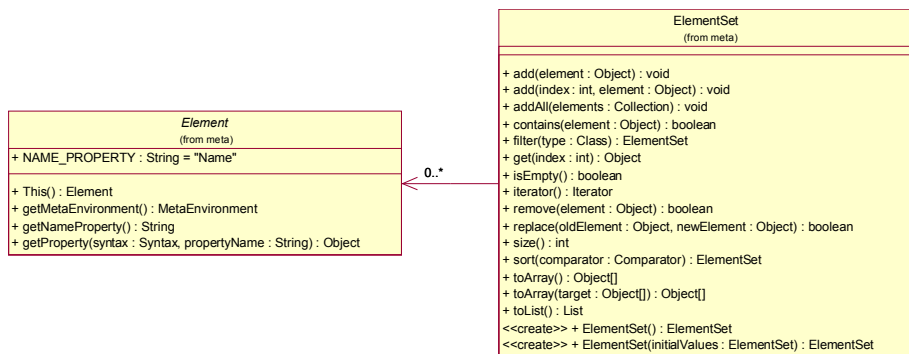 Element
(from meta)
+ NAME_PROPERTY : String = "Name"
+ This() : Element
+ getMetaEnvironment() : MetaEnvironment
+ getNameProperty() : String
+ getProperty(syntax : Syntax, propertyName : String) : Object
0..*
ElementSet
(from meta)
+ add(element : Object) : void
+ add(index : int, element : Object) : void
+ addAll(elements : Collection) : void
+ contains(element : Object) : boolean
+ filter(type : Class) : ElementSet
+ get(index : int) : Object
+ isEmpty() : boolean
+ iterator() : Iterator
+ remove(element : Object) : boolean
+ replace(oldElement : Object, newElement : Object) : boolean
+ size() : int
+ sort(comparator : Comparator) : ElementSet
+ toArray() : Object[]
+ toArray(target : Object[]) : Object[]
+ toList() : List
<<create>> + ElementSet() : ElementSet
<<create>> + ElementSet(initialValues : ElementSet) : ElementSet